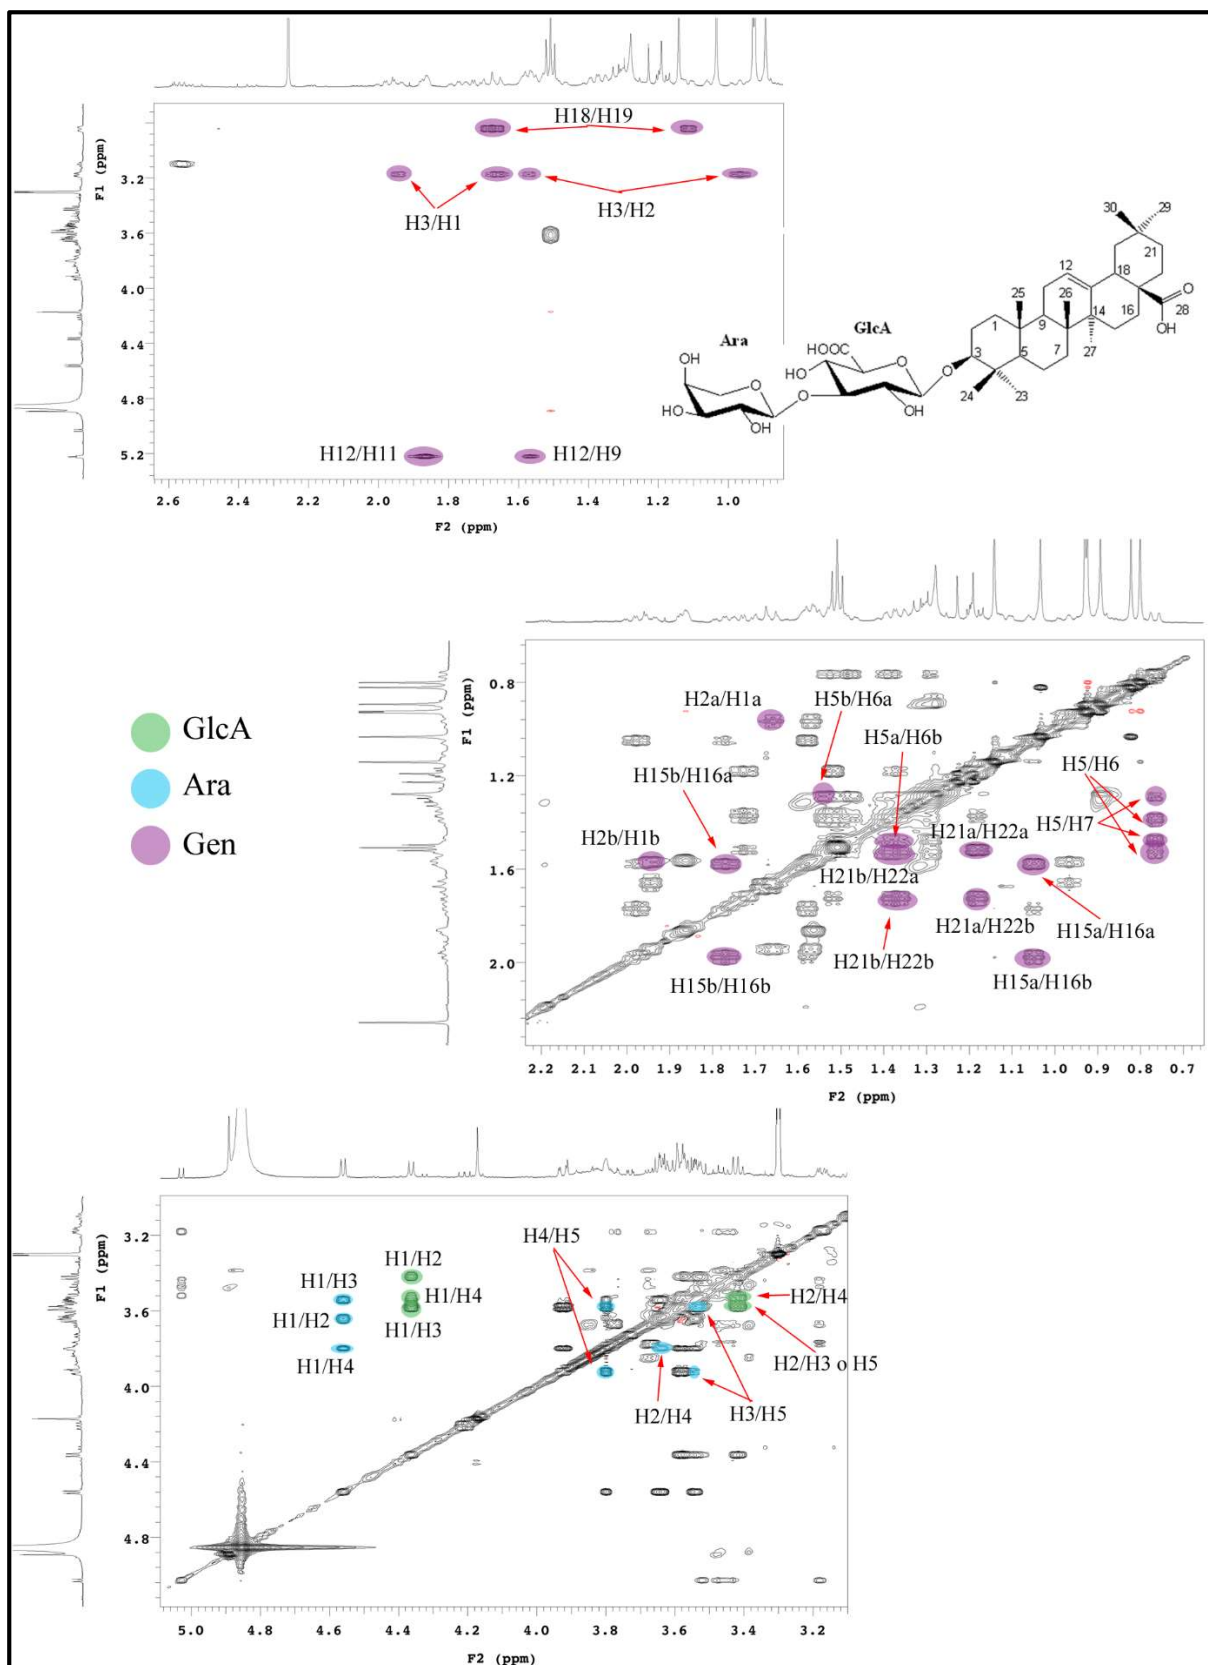 H18/H19
F1 (ppm)
3.2
3.6
4.0
4.4
4.8
5.2
H3/H1
H3/H2
H12/H11
H12/H9
2.6 2.4 2.2 2.0 1.8 1.6 1.4 1.2 1.0
F2 (ppm)
30
29
21
12
18
25
26
O
28
OH
16
14
1
9
27
3
5
7
24
23
GlcA
Ara
HOOC
HO
O
O
O
OH
OH
O
HO
OH
O
GlcA
Ara
Gen
F1 (ppm)
0.8
1.2
1.6
2.0
H2a/H1a
H5b/H6a
H5a/H6b
H15b/H16a
H5/H6
H5/H7
H2b/H1b
H21a/H22a
H21b/H22a
H21a/H22b
H15a/H16a
H21b/H22b
H15b/H16b
H15a/H16b
2.2 2.1 2.0 1.9 1.8 1.7 1.6 1.5 1.4 1.3 1.2 1.1 1.0 0.9 0.8 0.7
F2 (ppm)
F1 (ppm)
3.2
3.6
4.0
4.4
4.8
H4/H5
H1/H2
H1/H3
H1/H4
H1/H2
H1/H3
H1/H4
H2/H4
H2/H3 o H5
H2/H4
H3/H5
5.0 4.8 4.6 4.4 4.2 4.0 3.8 3.6 3.4 3.2
F2 (ppm)